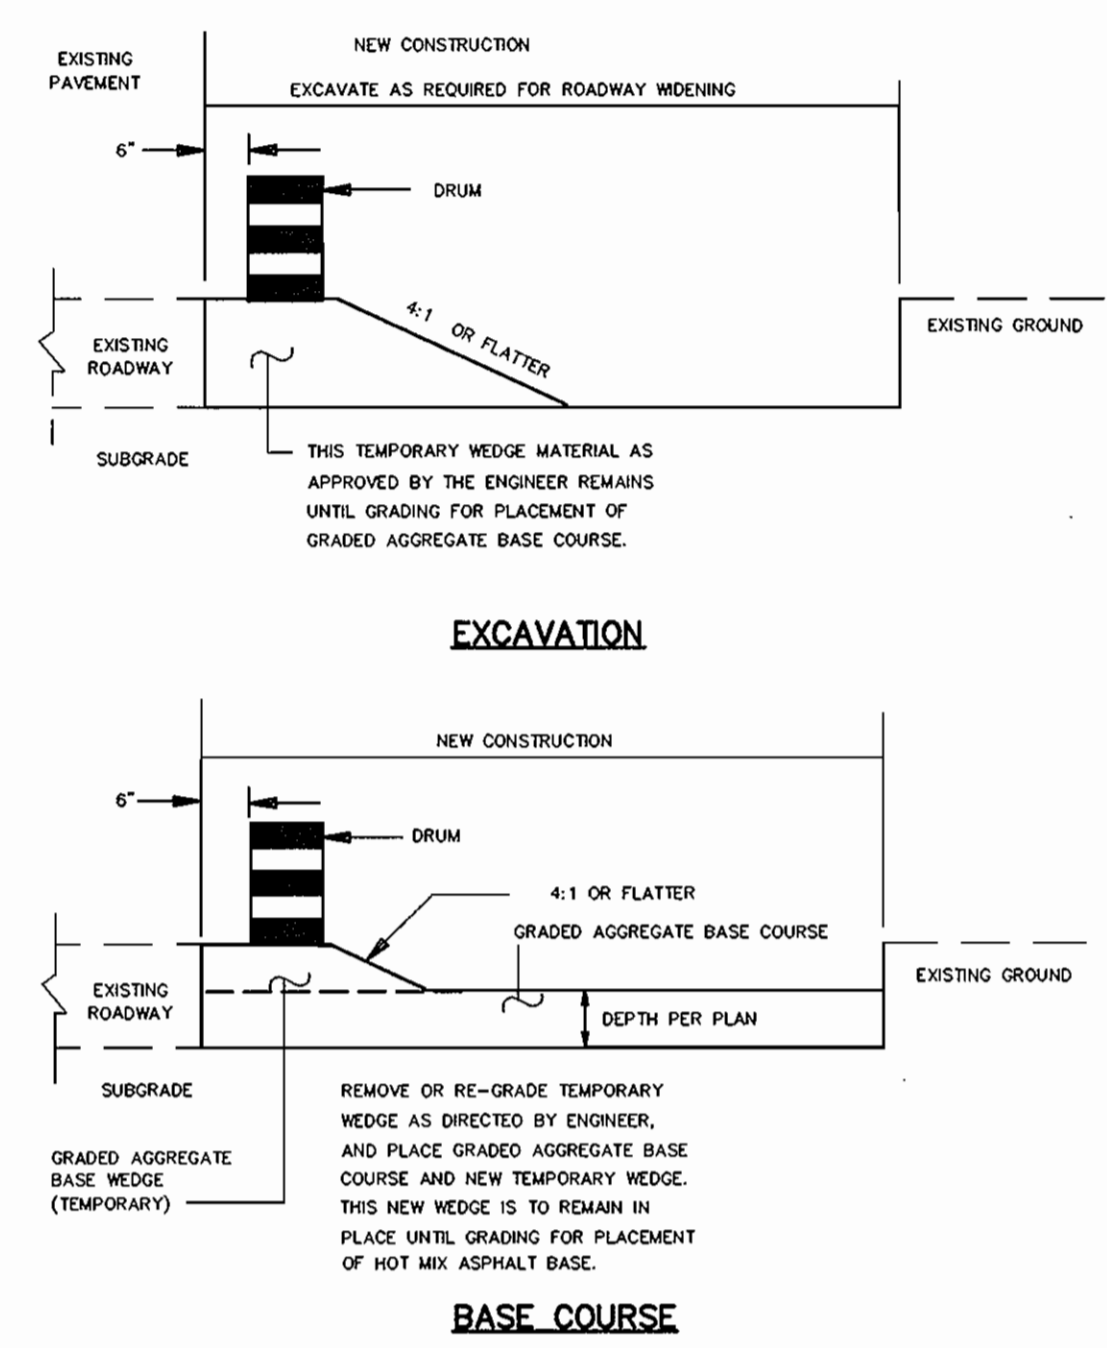 EXISTING
PAVEMENT
NEW CONSTRUCTION
EXCAVATE AS REQUIRED FOR ROADWAY WIDENING
6"
DRUM
4:1 OR FLATTER
EXISTING GROUND
EXISTING
ROADWAY
SUBGRADE
THIS TEMPORARY WEDGE MATERIAL AS
APPROVED BY THE ENGINEER REMAINS
UNTIL GRADING FOR PLACEMENT OF
GRADED AGGREGATE BASE COURSE.
EXCAVATION
NEW CONSTRUCTION
6"
DRUM
4:1 OR FLATTER
GRADED AGGREGATE BASE COURSE
EXISTING GROUND
EXISTING
ROADWAY
DEPTH PER PLAN
SUBGRADE
GRADED AGGREGATE
BASE WEDGE
(TEMPORARY)
REMOVE OR RE-GRADE TEMPORARY
WEDGE AS DIRECTED BY ENGINEER,
AND PLACE GRADED AGGREGATE BASE
COURSE AND NEW TEMPORARY WEDGE.
THIS NEW WEDGE IS TO REMAIN IN
PLACE UNTIL GRADING FOR PLACEMENT
OF HOT MIX ASPHALT BASE.
BASE COURSE